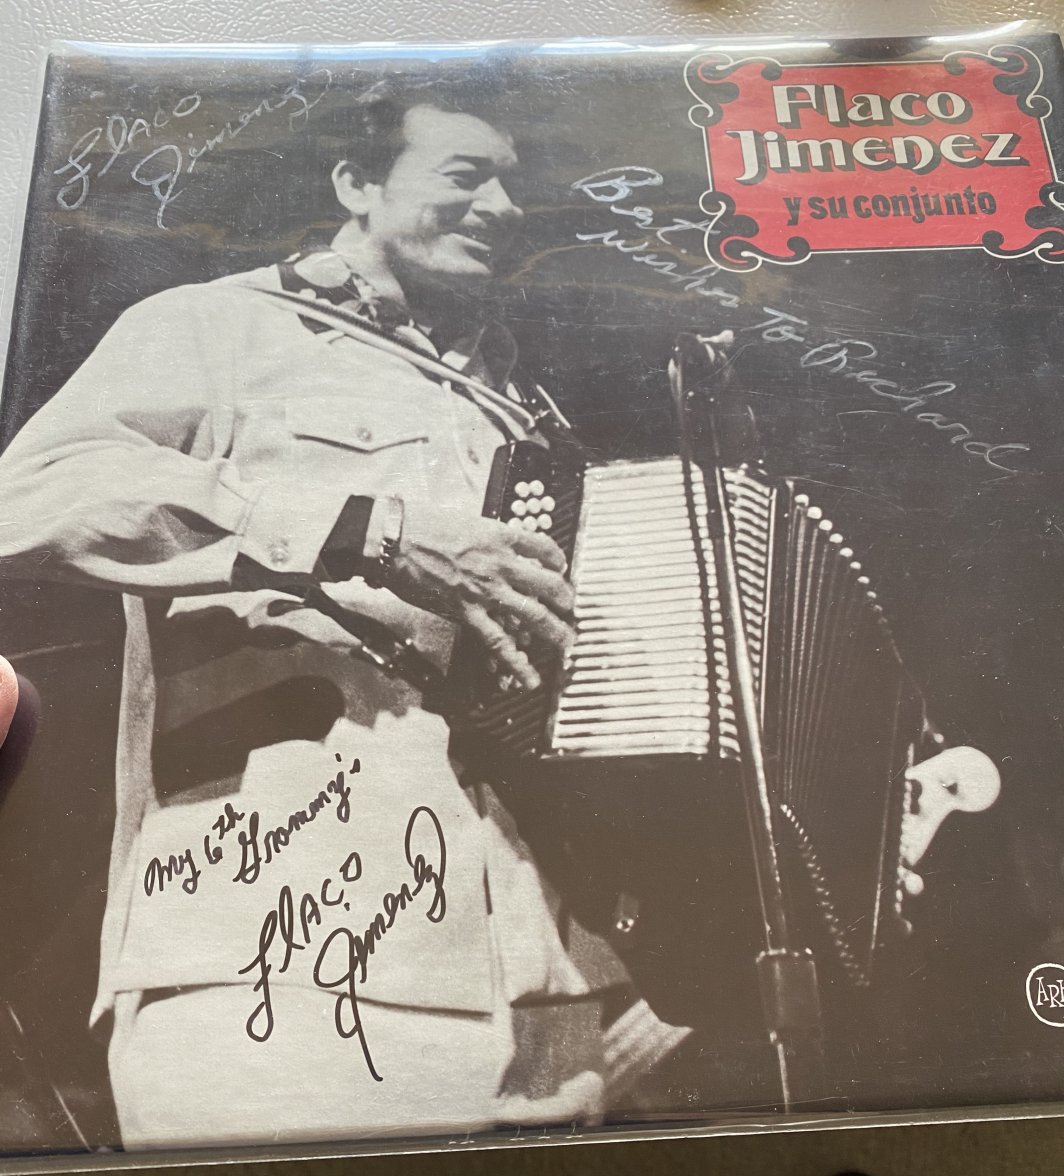 Flaco
Jimenez
Flaco
Jimenez
y su conjunto
Best
wishes
To Richard
My 6th Grammy's
Flaco
Jimenez